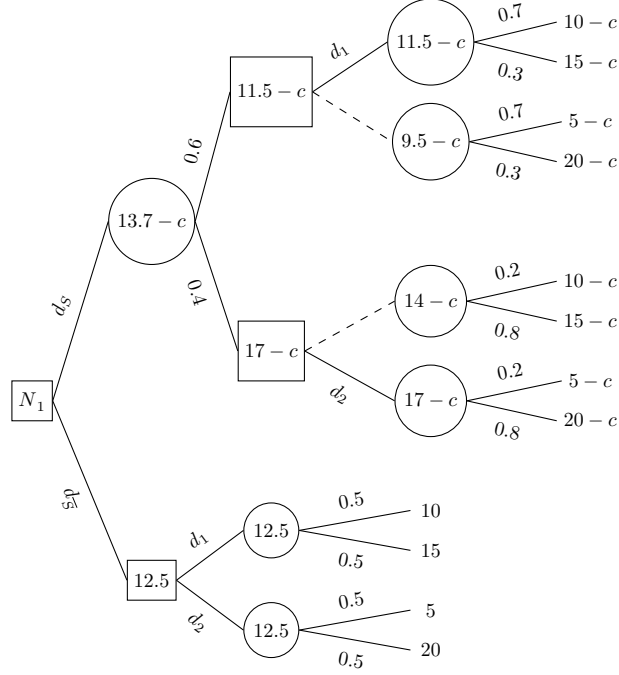 0.7
10 − c
11.5 − c
d₁
0.3
15 − c
11.5 − c
0.7
5 − c
9.5 − c
0.3
20 − c
0.6
13.7 − c
0.4
0.2
10 − c
14 − c
0.8
15 − c
17 − c
0.2
5 − c
d₂
17 − c
0.8
20 − c
d_S
N₁
d_S̅
0.5
10
d₁
12.5
0.5
15
12.5
0.5
5
d₂
12.5
0.5
20